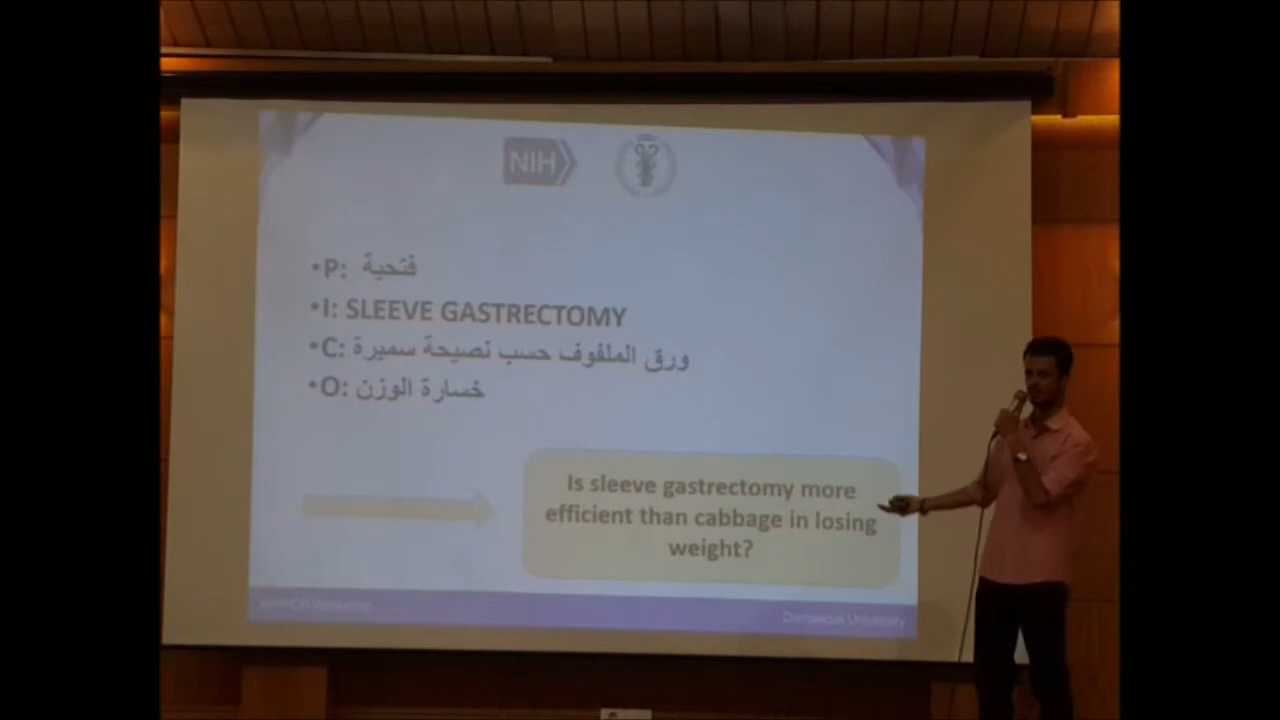 NIH
•P: فتحية
•I: SLEEVE GASTRECTOMY
•C: ورق الملفوف حسب نصيحة سميرة
•O: خسارة الوزن
Is sleeve gastrectomy more
efficient than cabbage in losing
weight?
Workshop
Damascus University